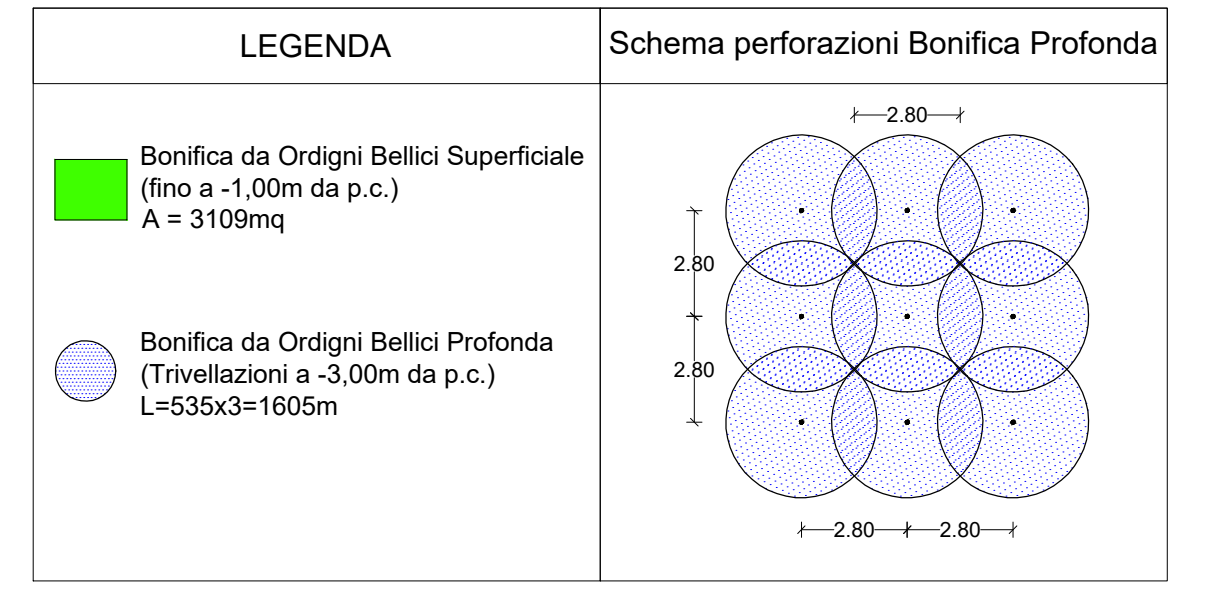 LEGENDA
Bonifica da Ordigni Bellici Superficiale
(fino a -1,00m da p.c.)
A = 3109mq
Bonifica da Ordigni Bellici Profonda
(Trivellazioni a -3,00m da p.c.)
L=535x3=1605m
Schema perforazioni Bonifica Profonda
2.80
2.80
2.80
2.80 2.80